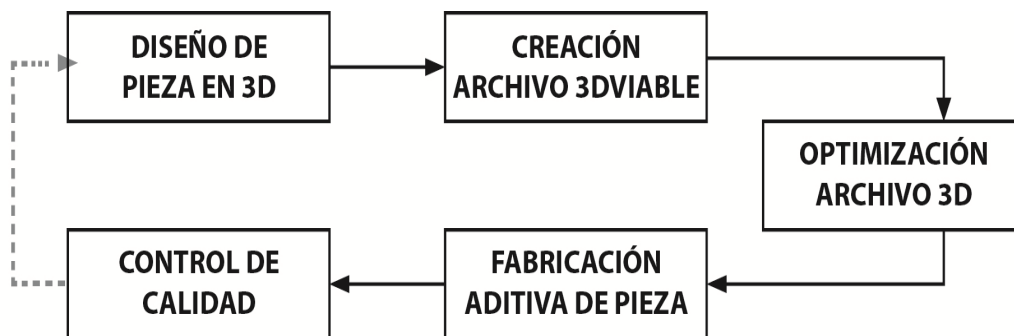 DISEÑO DE
PIEZA EN 3D
CREACIÓN
ARCHIVO 3DVIABLE
OPTIMIZACIÓN
ARCHIVO 3D
FABRICACIÓN
ADITIVA DE PIEZA
CONTROL DE
CALIDAD